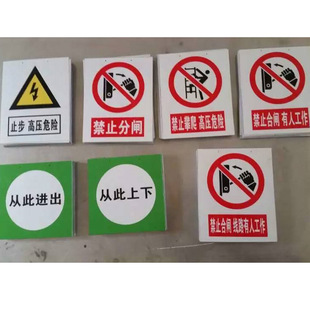 止步 高压危险
禁止分闸
禁止攀爬 高压危险
禁止合闸 有人工作
从此进出
从此上下
禁止合闸 线路有人工作